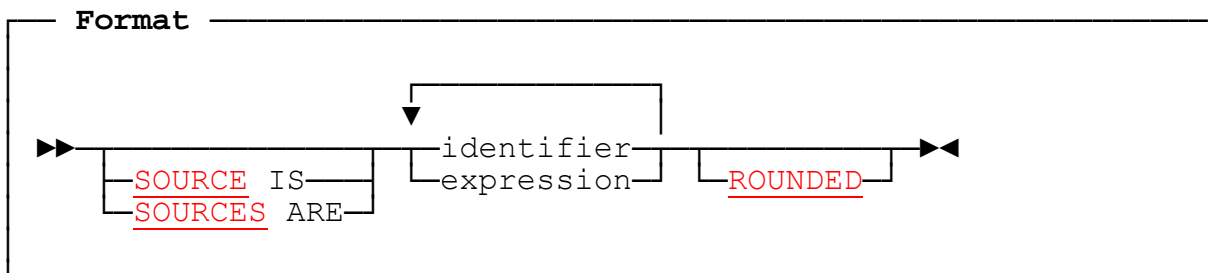 Format
identifier
SOURCE IS expression ROUNDED
SOURCES ARE